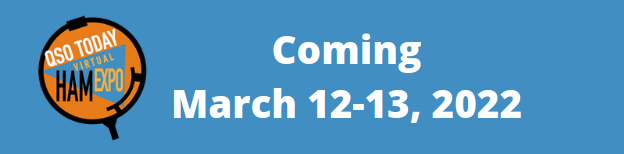 QSO TODAY
VIRTUAL
HAM EXPO
Coming
March 12-13, 2022